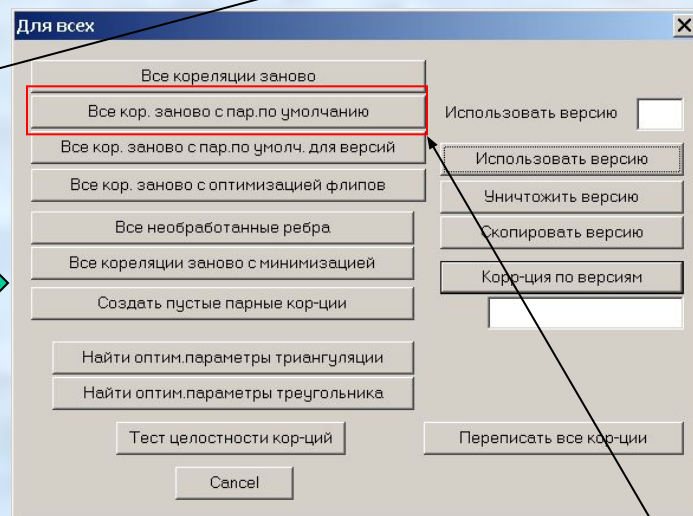 Для всех
Все кореляции заново
Все кор. заново с пар.по умолчанию
Использовать версию
Все кор. заново с пар.по умолч. для версий
Использовать версию
Все кор. заново с оптимизацией флипов
Уничтожить версию
Все необработанные ребра
Скопировать версию
Все кореляции заново с минимизацией
Корр-ция по версиям
Создать пустые парные кор-ции
Найти оптим.параметры триангуляции
Найти оптим.параметры треугольника
Тест целостности кор-ций
Переписать все кор-ции
Cancel